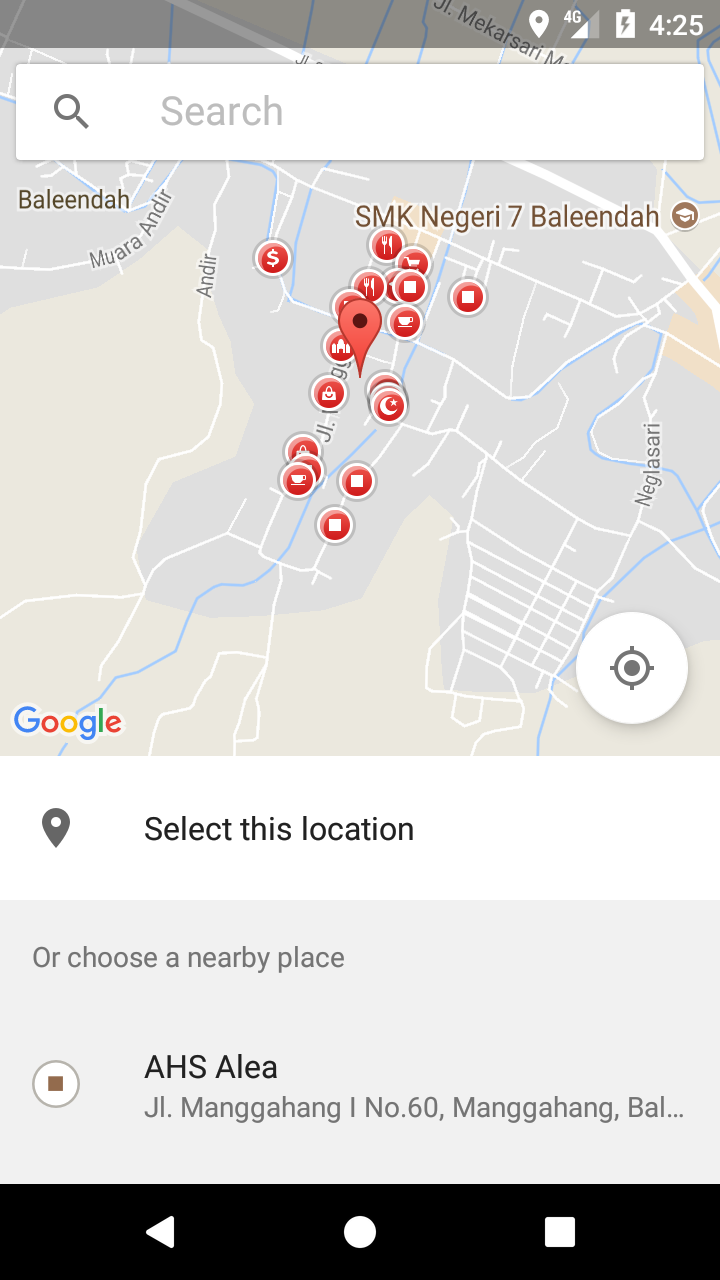 Jl. Mekarsari
4G
4:25
Search
Baleendah
Muara Andir
Andir
SMK Negeri 7 Baleendah
Jl.
Neglasari
Google
Select this location
Or choose a nearby place
AHS Alea
Jl. Manggahang I No.60, Manggahang, Bal...